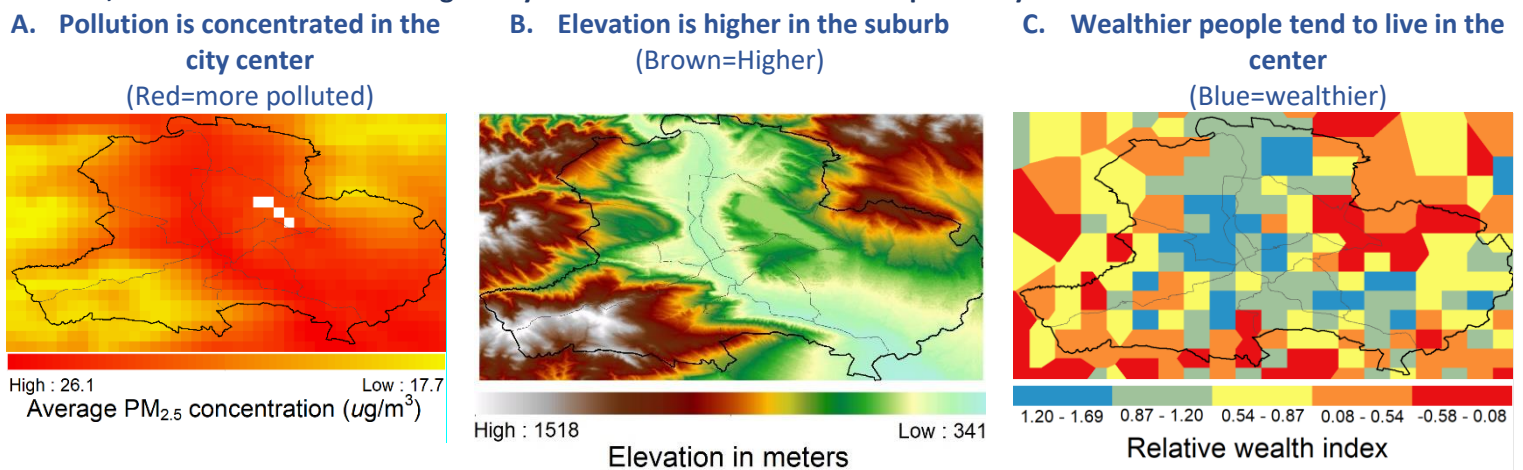 A. Pollution is concentrated in the
city center
(Red=more polluted)
High : 26.1 Low : 17.7
Average PM2.5 concentration (ug/m3)
B. Elevation is higher in the suburb
(Brown=Higher)
High : 1518 Low : 341
Elevation in meters
C. Wealthier people tend to live in the
center
(Blue=wealthier)
1.20 - 1.69 0.87 - 1.20 0.54 - 0.87 0.08 - 0.54 -0.58 - 0.08
Relative wealth index